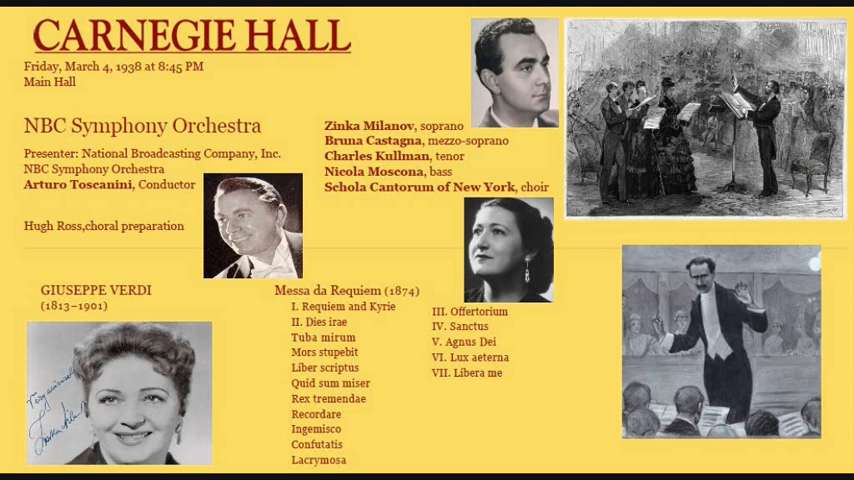 CARNEGIE HALL
Friday, March 4, 1938 at 8:45 PM
Main Hall
NBC Symphony Orchestra
Presenter: National Broadcasting Company, Inc.
NBC Symphony Orchestra
Arturo Toscanini, Conductor
Hugh Ross,choral preparation
Zinka Milanov, soprano
Bruna Castagna, mezzo-soprano
Charles Kullman, tenor
Nicola Moscona, bass
Schola Cantorum of New York, choir
GIUSEPPE VERDI
(1813–1901)
Messa da Requiem (1874)
I. Requiem and Kyrie
II. Dies irae
Tuba mirum
Mors stupebit
Liber scriptus
Quid sum miser
Rex tremendae
Recordare
Ingemisco
Confutatis
Lacrymosa
III. Offertorium
IV. Sanctus
V. Agnus Dei
VI. Lux aeterna
VII. Libera me